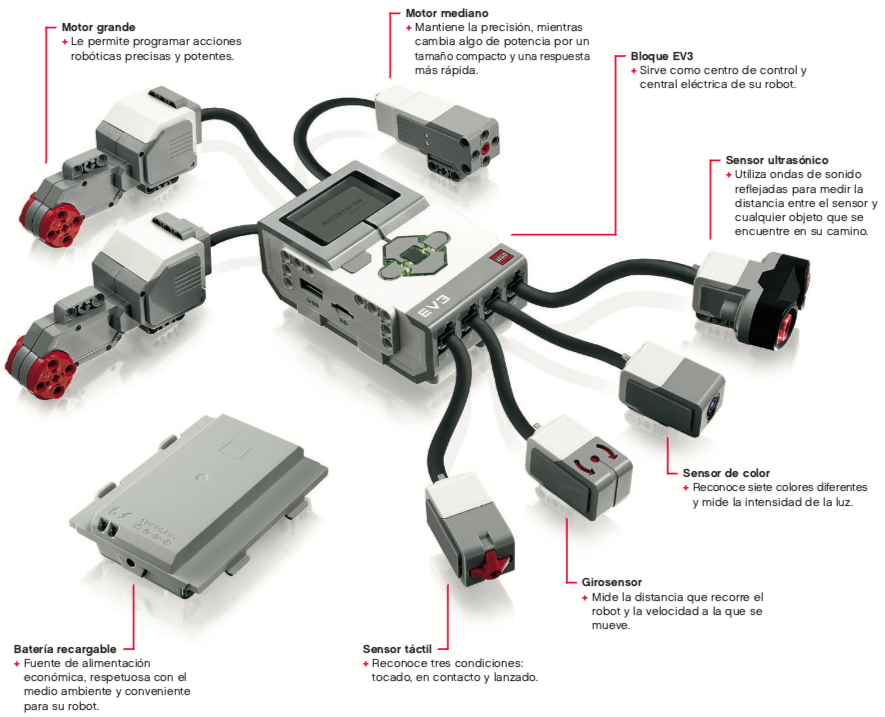 Motor grande
+ Le permite programar acciones
robóticas precisas y potentes.
Motor mediano
+ Mantiene la precisión, mientras
cambia algo de potencia por un
tamaño compacto y una respuesta
más rápida.
Bloque EV3
+ Sirve como centro de control y
central eléctrica de su robot.
Sensor ultrasónico
+ Utiliza ondas de sonido
reflejadas para medir la
distancia entre el sensor y
cualquier objeto que se
encuentre en su camino.
MINDSTORMS
LEGO
EV3
USB
SD
Sensor de color
+ Reconoce siete colores diferentes
y mide la intensidad de la luz.
Girosensor
+ Mide la distancia que recorre el
robot y la velocidad a la que se
mueve.
Sensor táctil
+ Reconoce tres condiciones:
tocado, en contacto y lanzado.
Batería recargable
+ Fuente de alimentación
económica, respetuosa con el
medio ambiente y conveniente
para su robot.